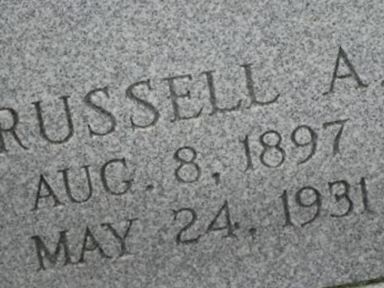 RUSSELL A
AUG. 8, 1897
MAY 24, 1931